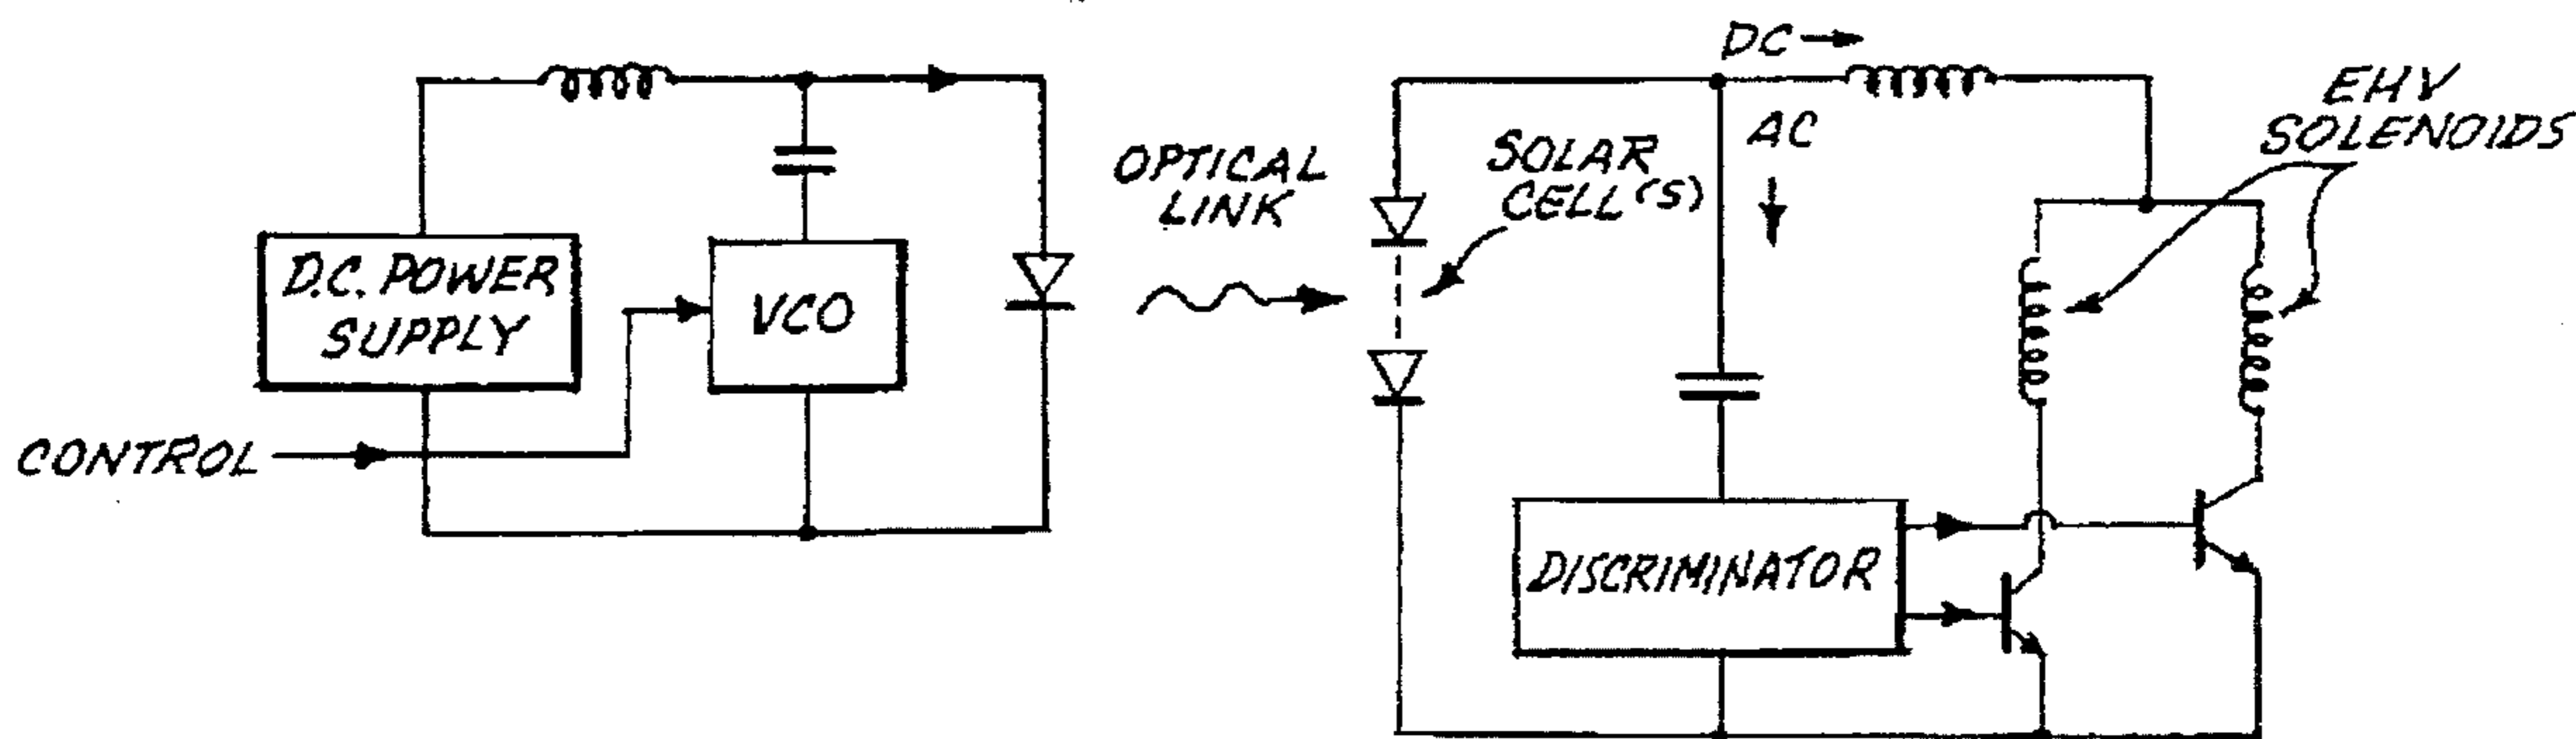 D.C. POWER
SUPPLY
CONTROL
VCO
OPTICAL
LINK
SOLAR
CELL(S)
DC
AC
DISCRIMINATOR
EHV
SOLENOIDS